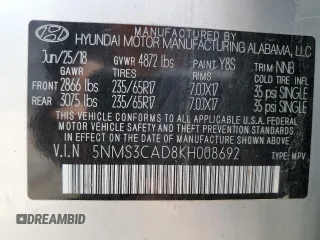 MANUFACTURED BY
HYUNDAI MOTOR MANUFACTURING ALABAMA, LLC
Jun/25/18 GVWR 4872 lbs PAINT Y8S TRIM NNB
GAWR TIRES RIMS COLD TIRE INFLATION PRESSURE
FRONT 2866 lbs 235/65R17 7.0JX17 35 psi SINGLE
REAR 3075 lbs 235/65R17 7.0JX17 35 psi SINGLE
THIS VEHICLE CONFORMS TO ALL APPLICABLE U.S.
FEDERAL MOTOR VEHICLE SAFETY AND THEFT PREVENTION STANDARDS
IN EFFECT ON THE DATE OF MANUFACTURE SHOWN ABOVE.
V.I.N 5NMS3CAD8KH008692
TYPE: MPV
DREAMBID